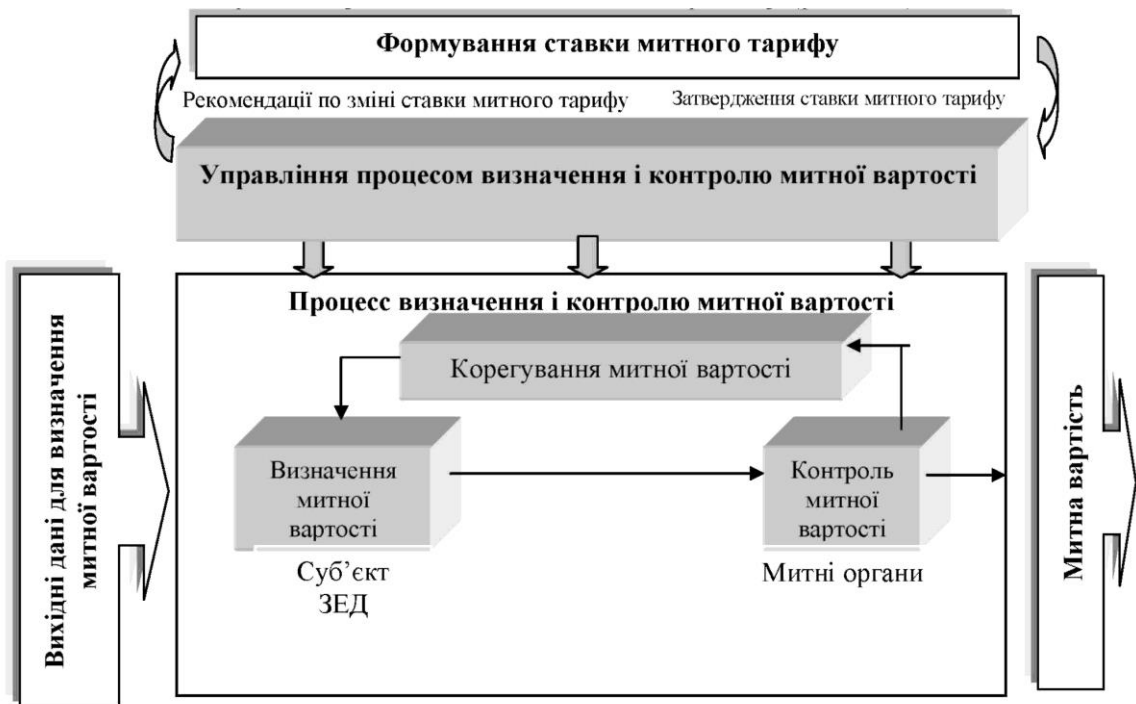 Формування ставки митного тарифу
Рекомендації по зміні ставки митного тарифу
Затвердження ставки митного тарифу
Управління процесом визначення і контролю митної вартості
Вихідні дані для визначення
митної вартості
Процесс визначення і контролю митної вартості
Корегування митної вартості
Визначення
митної
вартості
Контроль
митної
вартості
Суб’єкт
ЗЕД
Митні органи
Митна вартість